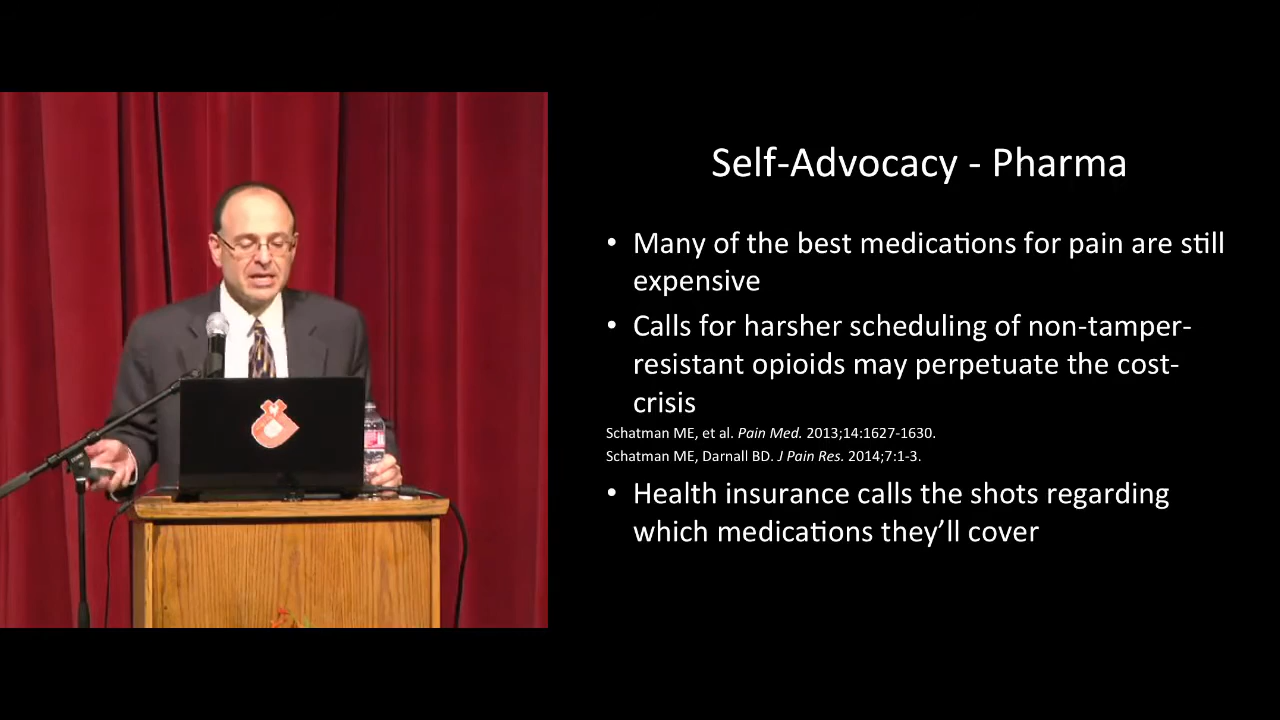 Self-Advocacy - Pharma
• Many of the best medications for pain are still
expensive
• Calls for harsher scheduling of non-tamper-
resistant opioids may perpetuate the cost-
crisis
Schatman ME, et al. Pain Med. 2013;14:1627-1630.
Schatman ME, Darnall BD. J Pain Res. 2014;7:1-3.
• Health insurance calls the shots regarding
which medications they’ll cover